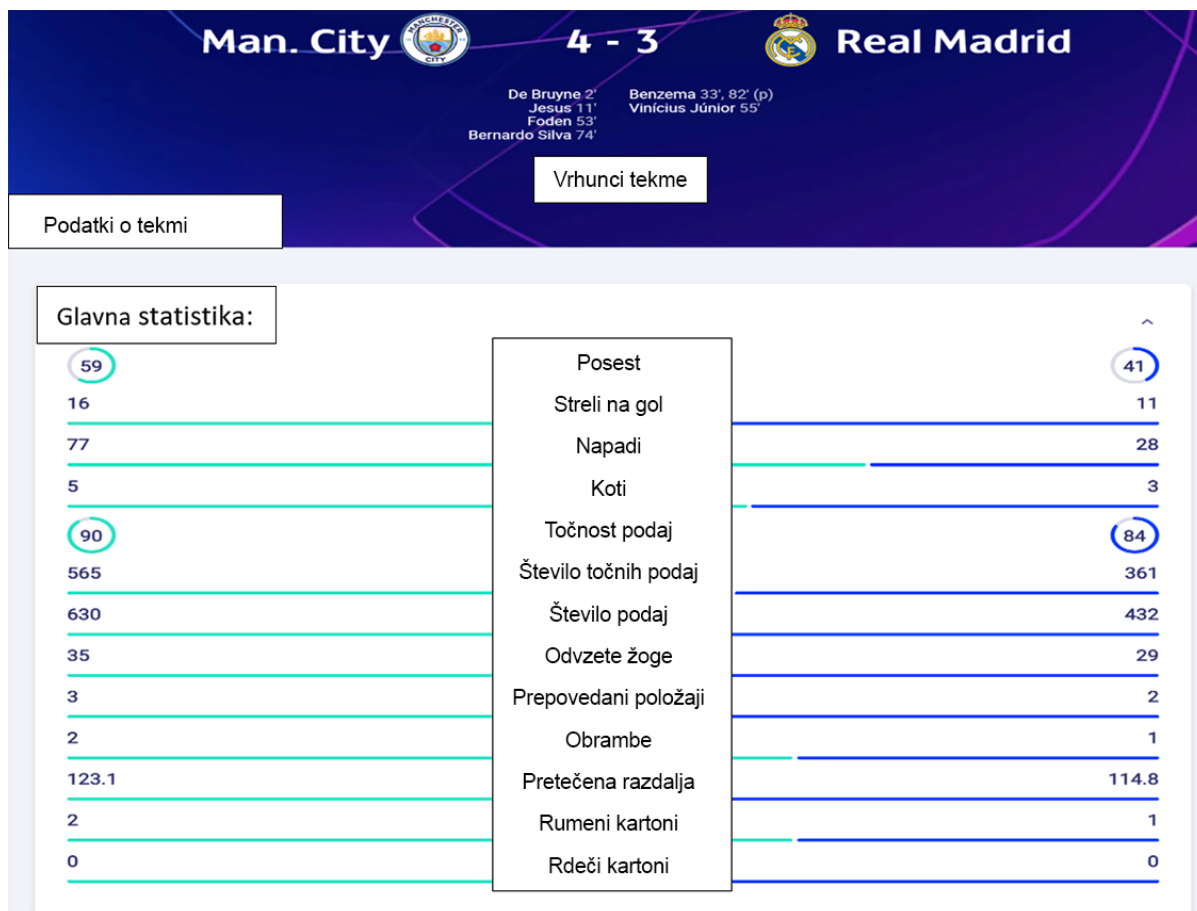 Man. City MANCHESTER CITY 4 - 3 Real Madrid
De Bruyne 2' Benzema 33', 82' (p)
Jesus 11' Vinícius Júnior 55'
Foden 53'
Bernardo Silva 74'
Vrhunci tekme
Podatki o tekmi
Glavna statistika:
59 Posest 41
16 Streli na gol 11
77 Napadi 28
5 Koti 3
90 Točnost podaj 84
565 Število točnih podaj 361
630 Število podaj 432
35 Odvzete žoge 29
3 Prepovedani položaji 2
2 Obrambe 1
123.1 Pretečena razdalja 114.8
2 Rumeni kartoni 1
0 Rdeči kartoni 0